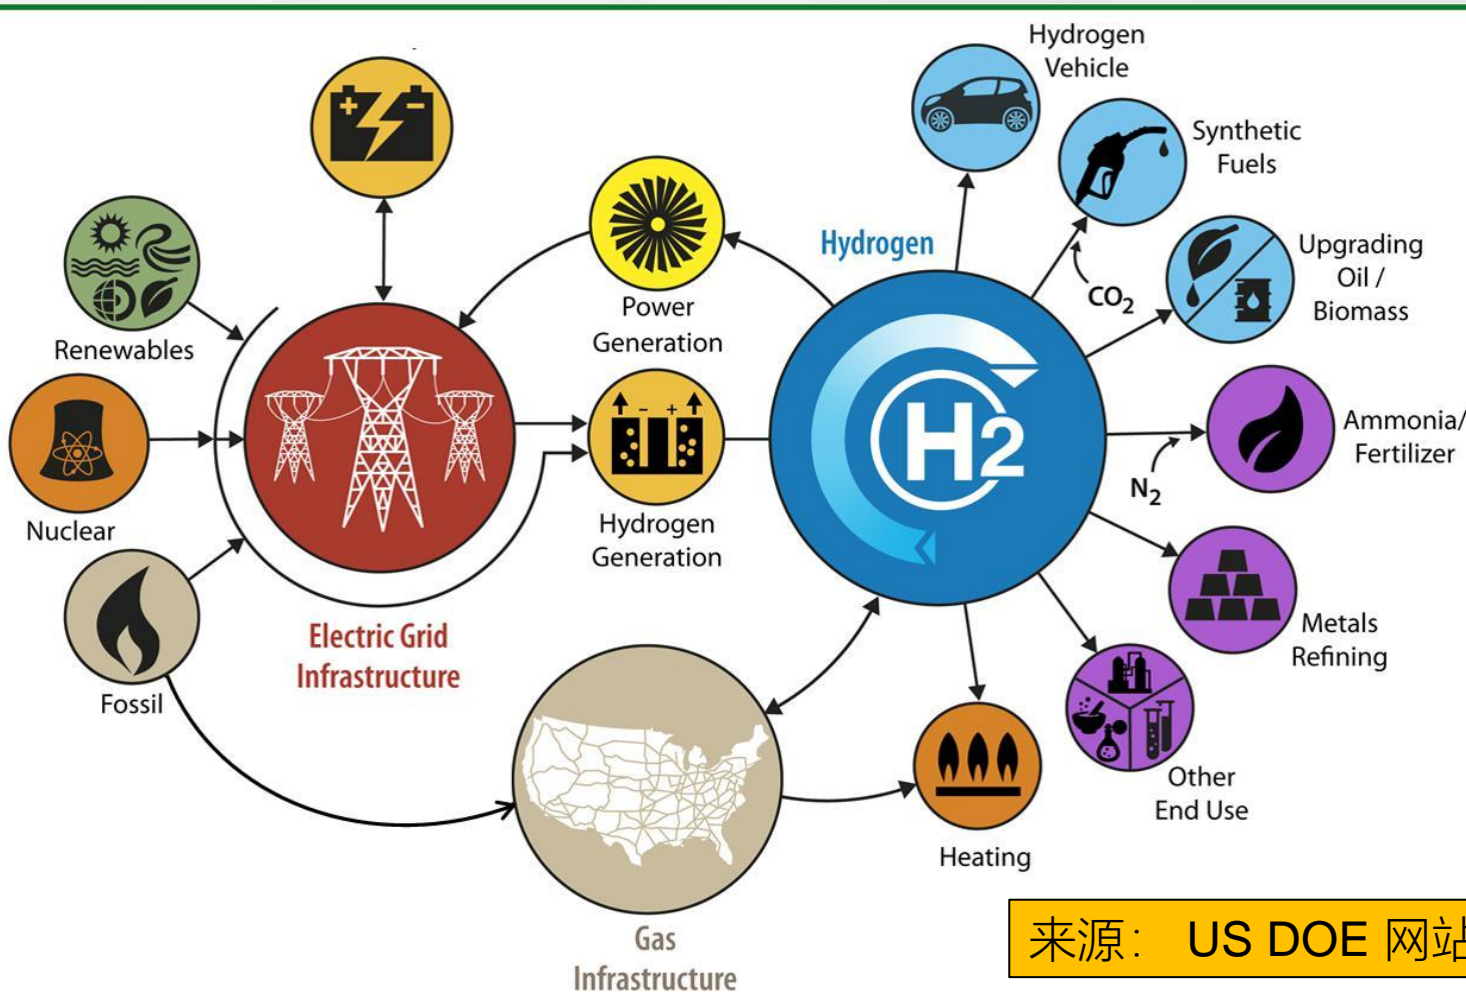 Hydrogen
Vehicle
Synthetic
Fuels
Upgrading
Oil /
Biomass
CO2
Hydrogen
Renewables
Power
Generation
H2
Ammonia/
Fertilizer
N2
Nuclear
Hydrogen
Generation
Electric Grid
Infrastructure
Metals
Refining
Fossil
Other
End Use
Heating
Gas
Infrastructure
来源： US DOE 网站